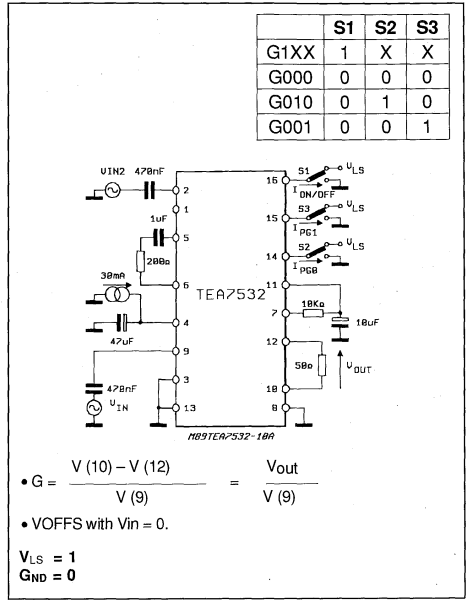 S1 S2 S3
G1XX 1 X X
G000 0 0 0
G010 0 1 0
G001 0 0 1
VIN2 470nF
2
1
1uF
5
200Ω
6
30mA
4
47uF
9
470nF
VIN
3
13
TEA7532
16
S1
VLS
I ON/OFF
15
S3
VLS
I PG1
14
S2
VLS
I PG0
11
10KΩ
7
10uF
12
50Ω
VOUT
10
8
M89TEA7532-10A
• G = V (10) – V (12) / V (9) = Vout / V (9)
• VOFFS with Vin = 0.
VLS = 1
GND = 0